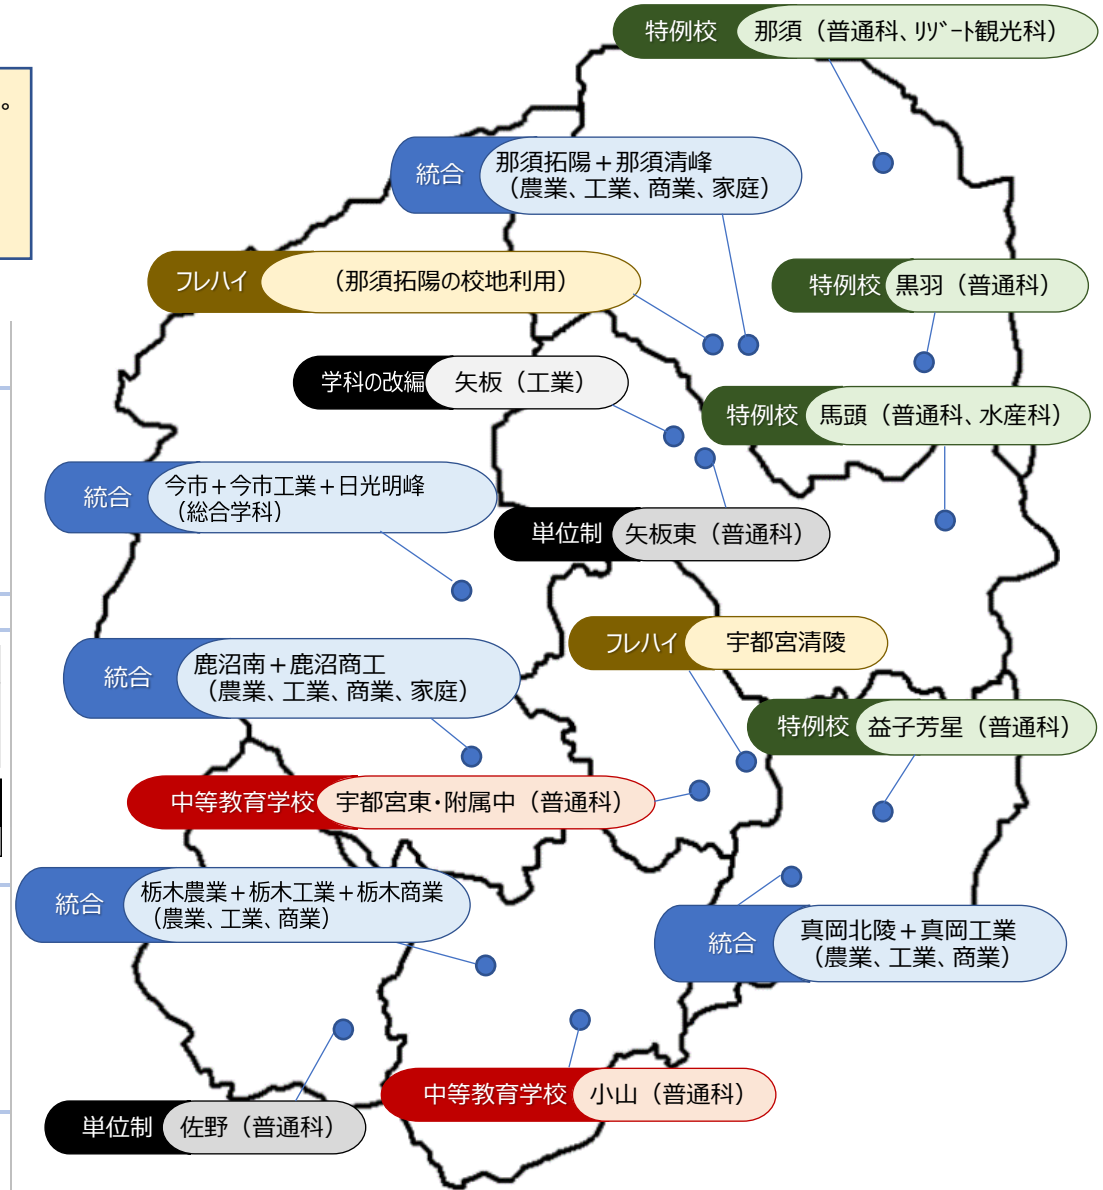 特例校 那須（普通科、ﾘｿﾞｰﾄ観光科）
。
統合 那須拓陽＋那須清峰
（農業、工業、商業、家庭）
フレハイ （那須拓陽の校地利用）
特例校 黒羽（普通科）
学科の改編 矢板（工業）
特例校 馬頭（普通科、水産科）
統合 今市＋今市工業＋日光明峰
（総合学科）
単位制 矢板東（普通科）
フレハイ 宇都宮清陵
統合 鹿沼南＋鹿沼商工
（農業、工業、商業、家庭）
特例校 益子芳星（普通科）
中等教育学校 宇都宮東･附属中（普通科）
統合 栃木農業＋栃木工業＋栃木商業
（農業、工業、商業）
統合 真岡北陵＋真岡工業
（農業、工業、商業）
中等教育学校 小山（普通科）
単位制 佐野（普通科）